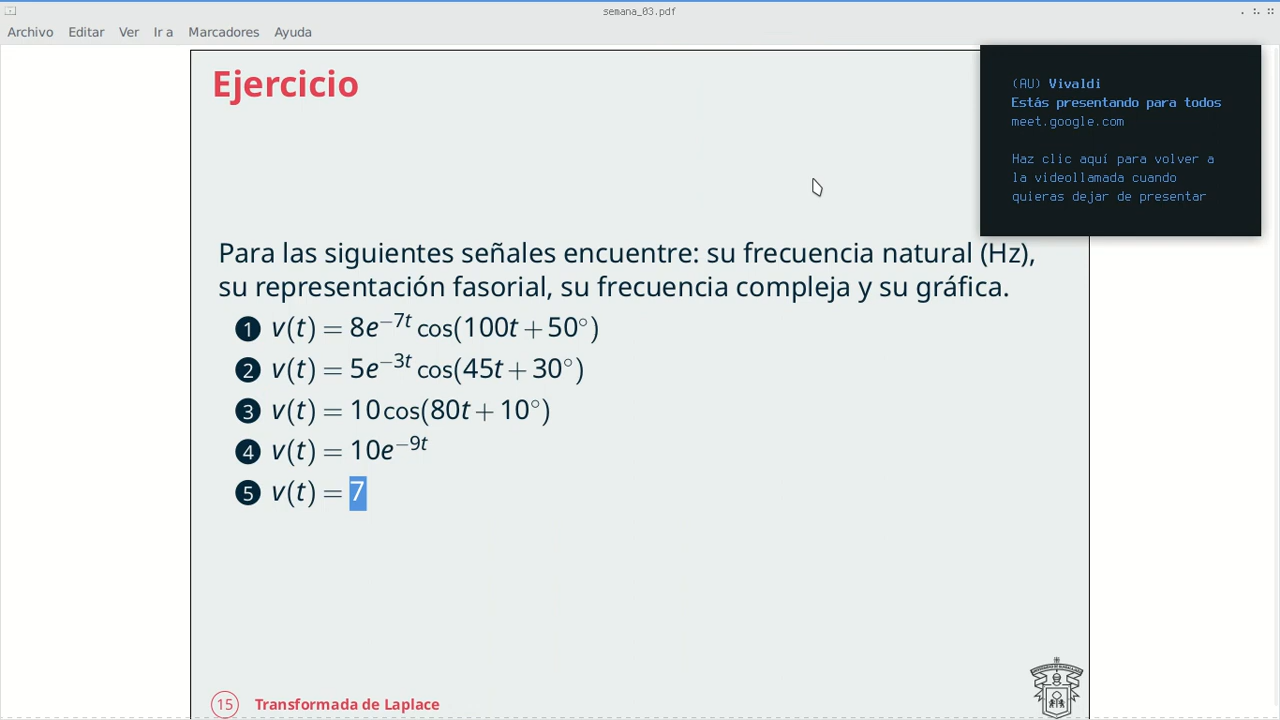 semana_03.pdf
Archivo Editar Ver Ir a Marcadores Ayuda
Ejercicio
(AU) Vivaldi
Estás presentando para todos
meet.google.com
Haz clic aquí para volver a
la videollamada cuando
quieras dejar de presentar
Para las siguientes señales encuentre: su frecuencia natural (Hz),
su representación fasorial, su frecuencia compleja y su gráfica.
1 v(t) = 8e^{−7t} cos(100t + 50°)
2 v(t) = 5e^{−3t} cos(45t + 30°)
3 v(t) = 10 cos(80t + 10°)
4 v(t) = 10e^{−9t}
5 v(t) = 7
15 Transformada de Laplace